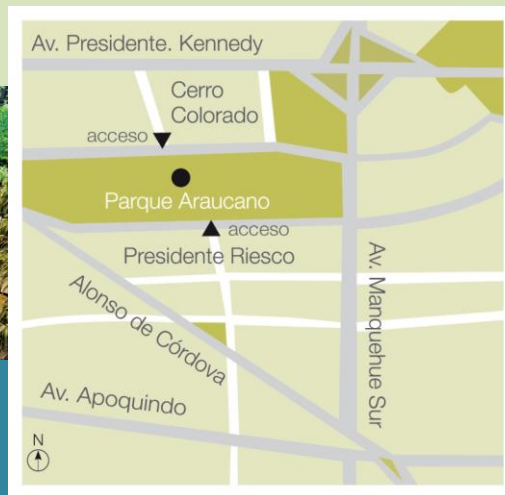 Av. Presidente. Kennedy
Cerro
Colorado
acceso
Parque Araucano
acceso
Presidente Riesco
Alonso de Córdova
Av. Manquehue Sur
Av. Apoquindo
N